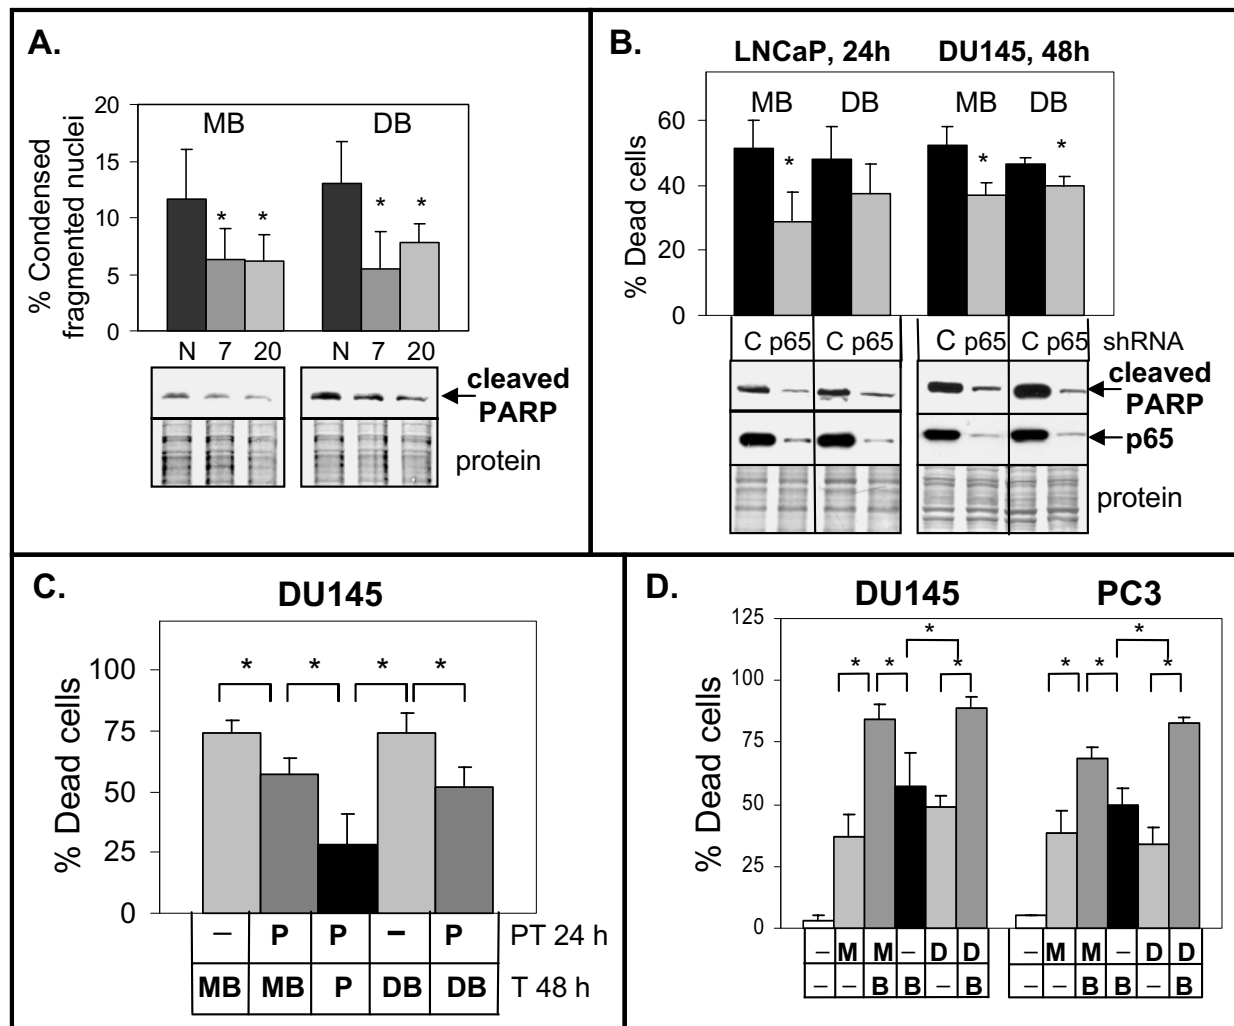 A.
% Condensed
fragmented nuclei
20
15
10
5
0
MB DB
* * * *
N 7 20 N 7 20
cleaved
PARP
protein
B.
LNCaP, 24h DU145, 48h
% Dead cells
60
40
20
0
MB DB MB DB
* * *
C p65 C p65 C p65 C p65 shRNA
cleaved
PARP
p65
protein
C.
DU145
% Dead cells
100
75
50
25
0
* * * *
– P P – P PT 24 h
MB MB P DB DB T 48 h
D.
DU145 PC3
% Dead cells
125
100
75
50
25
0
* * * * * * * *
– M M – D D – M M – D D
– – B B – B – – B B – B